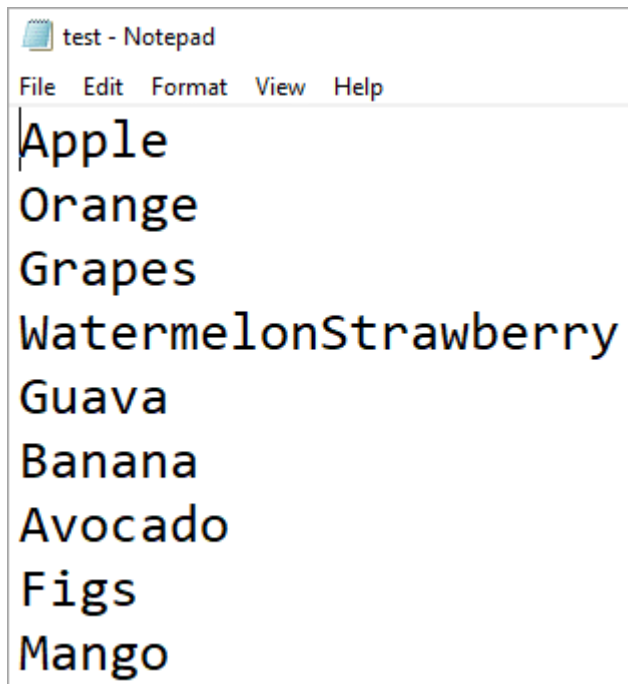 test - Notepad
File Edit Format View Help
Apple
Orange
Grapes
WatermelonStrawberry
Guava
Banana
Avocado
Figs
Mango